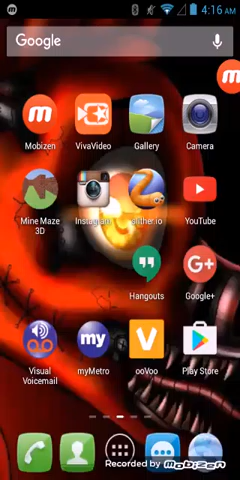 4:16 AM
Google
Mobizen VivaVideo Gallery Camera
Mine Maze 3D Instagram slither.io YouTube
Hangouts Google+
my
Visual Voicemail myMetro ooVoo Play Store
Recorded by mobizen